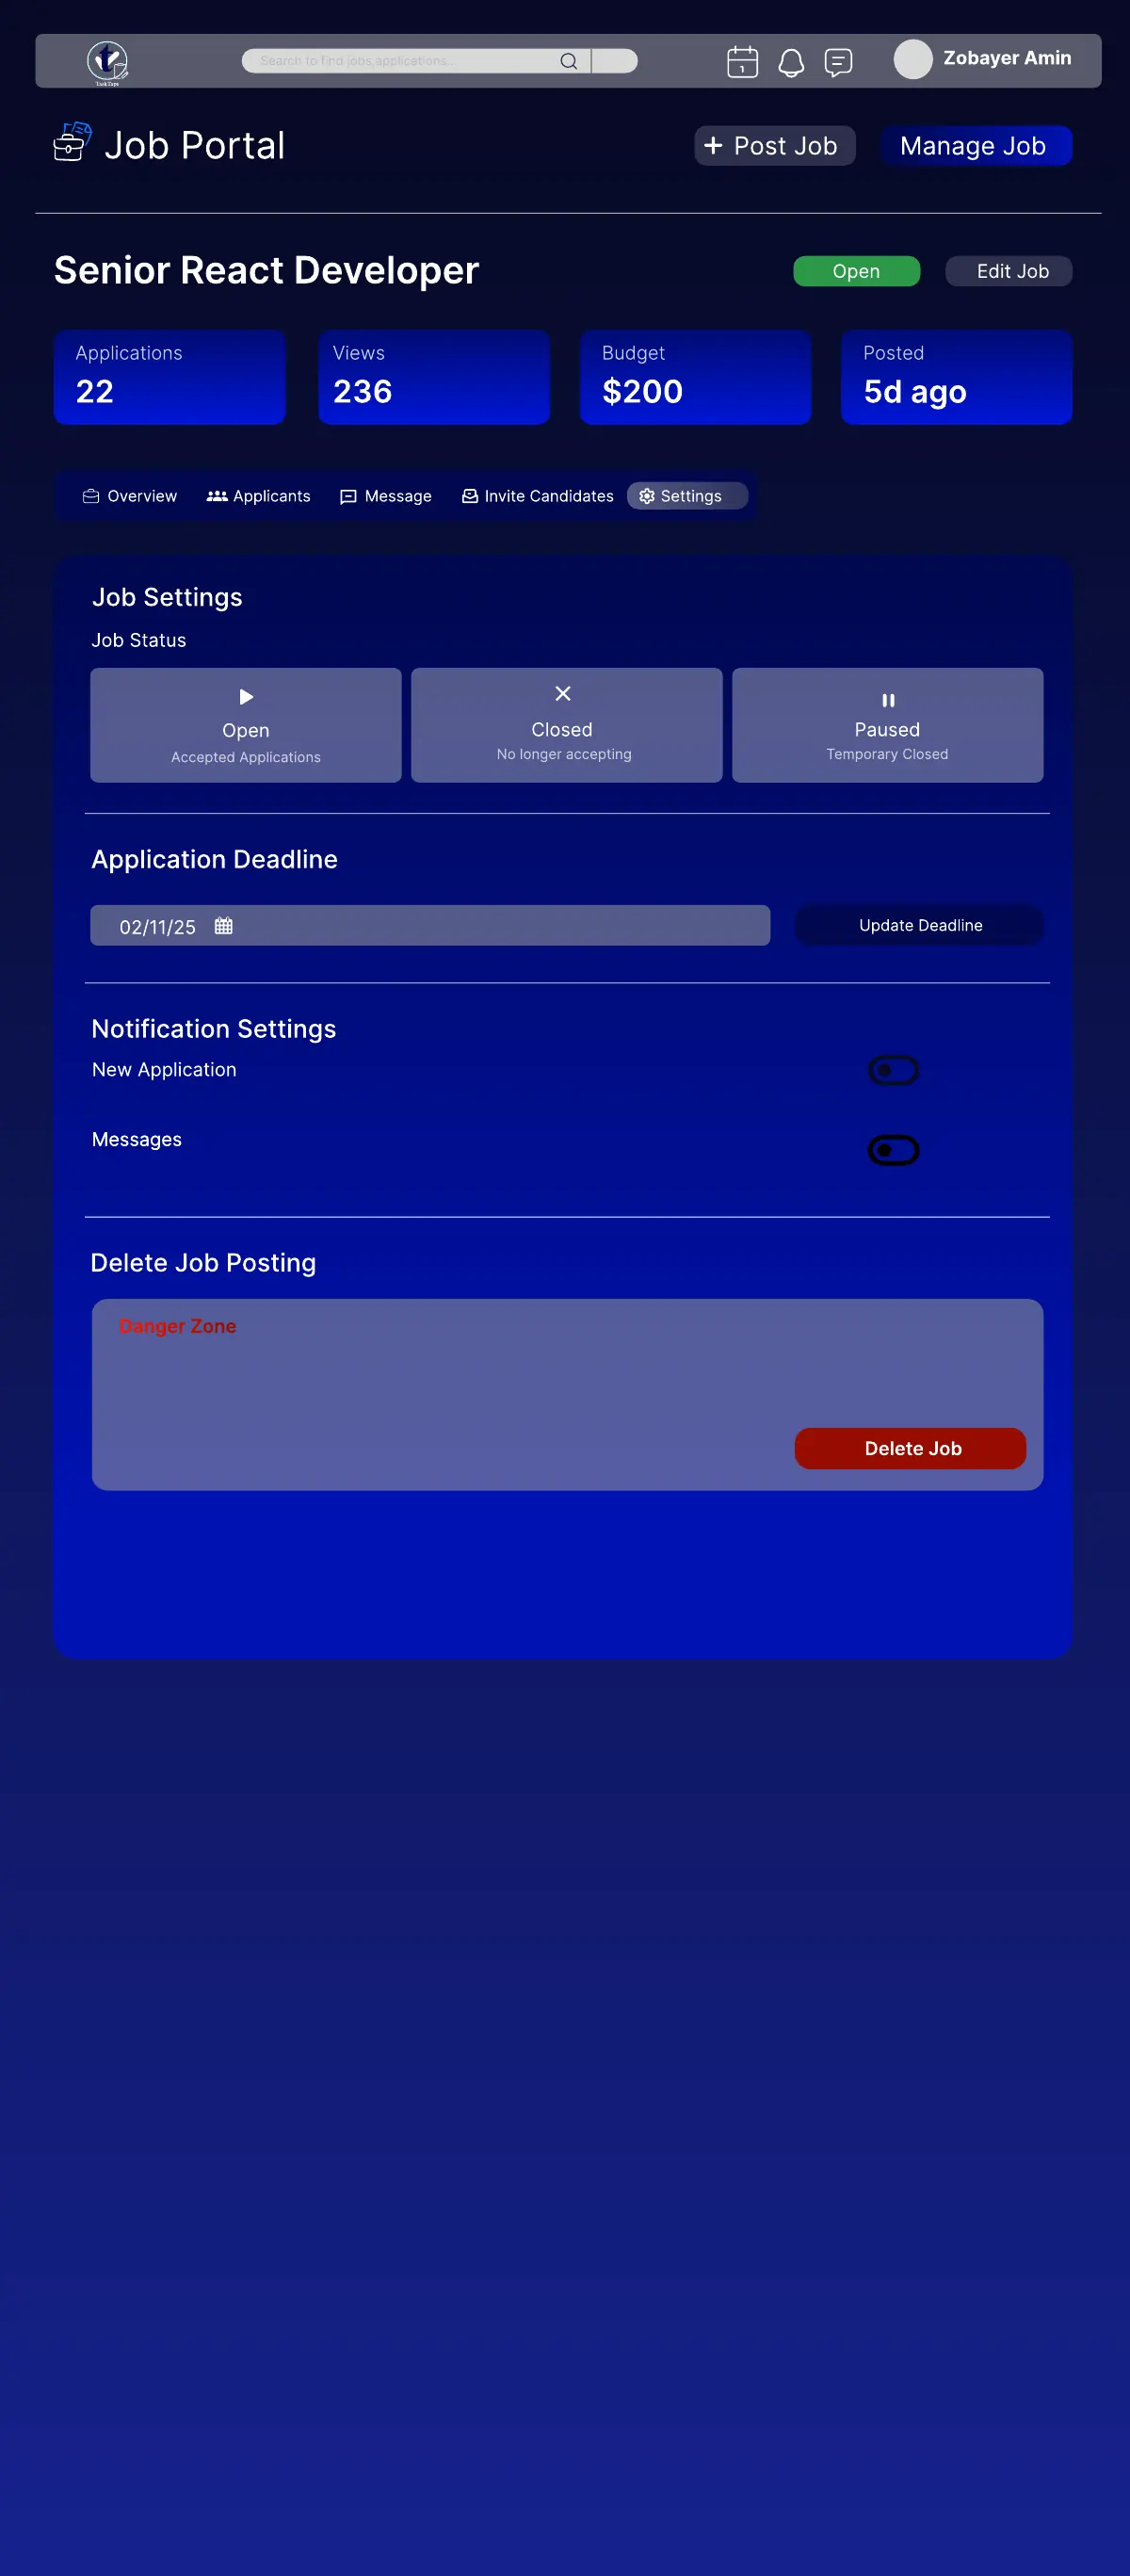 TaskTaps
Search to find jobs,applications...
1
Zobayer Amin
Job Portal
+ Post Job
Manage Job
Senior React Developer
Open
Edit Job
Applications
22
Views
236
Budget
$200
Posted
5d ago
Overview
Applicants
Message
Invite Candidates
Settings
Job Settings
Job Status
Open
Accepted Applications
Closed
No longer accepting
Paused
Temporary Closed
Application Deadline
02/11/25
Update Deadline
Notification Settings
New Application
Messages
Delete Job Posting
Danger Zone
Delete Job